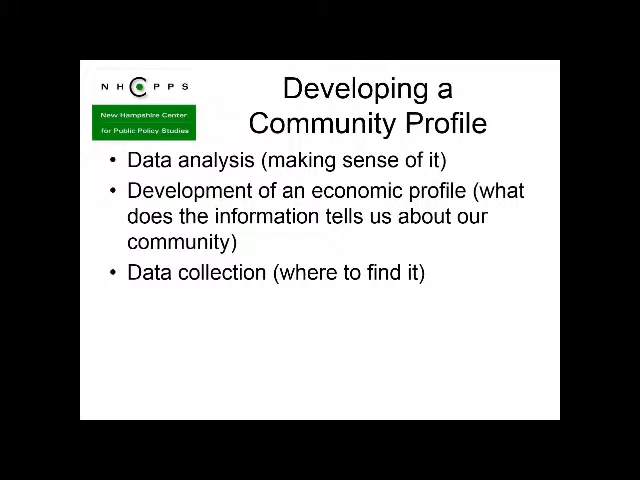 N H C P P S
New Hampshire Center
for Public Policy Studies
Developing a
Community Profile
• Data analysis (making sense of it)
• Development of an economic profile (what
does the information tells us about our
community)
• Data collection (where to find it)